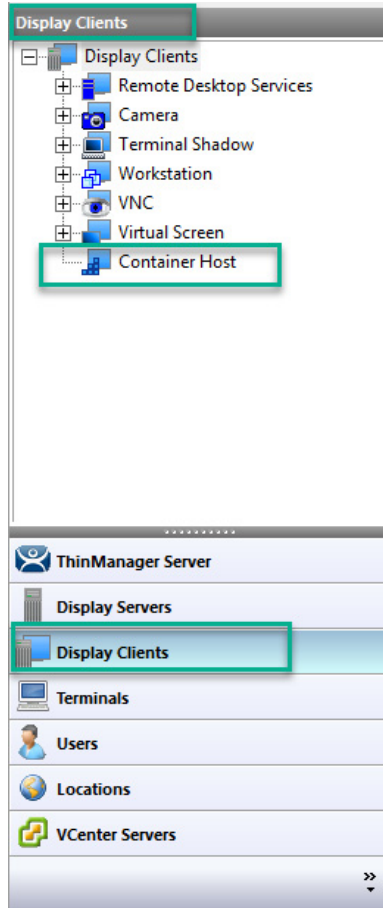 Display Clients
Display Clients
Remote Desktop Services
Camera
Terminal Shadow
Workstation
VNC
Virtual Screen
Container Host
ThinManager Server
Display Servers
Display Clients
Terminals
Users
Locations
VCenter Servers